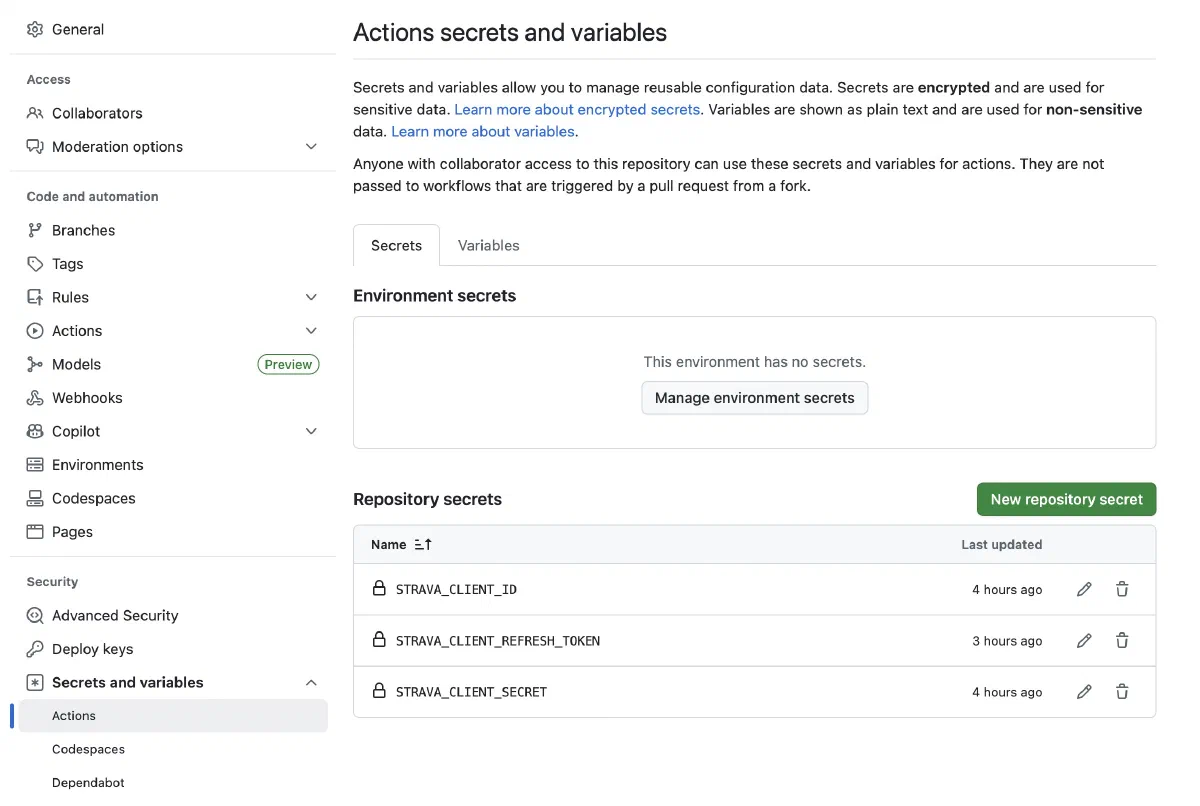 General
Access
Collaborators
Moderation options
Code and automation
Branches
Tags
Rules
Actions
Models
Preview
Webhooks
Copilot
Environments
Codespaces
Pages
Security
Advanced Security
Deploy keys
Secrets and variables
Actions
Codespaces
Dependabot
Actions secrets and variables
Secrets and variables allow you to manage reusable configuration data. Secrets are encrypted and are used for
sensitive data. Learn more about encrypted secrets. Variables are shown as plain text and are used for non-sensitive
data. Learn more about variables.
Anyone with collaborator access to this repository can use these secrets and variables for actions. They are not
passed to workflows that are triggered by a pull request from a fork.
Secrets Variables
Environment secrets
This environment has no secrets.
Manage environment secrets
Repository secrets New repository secret
Name Last updated
STRAVA_CLIENT_ID 4 hours ago
STRAVA_CLIENT_REFRESH_TOKEN 3 hours ago
STRAVA_CLIENT_SECRET 4 hours ago